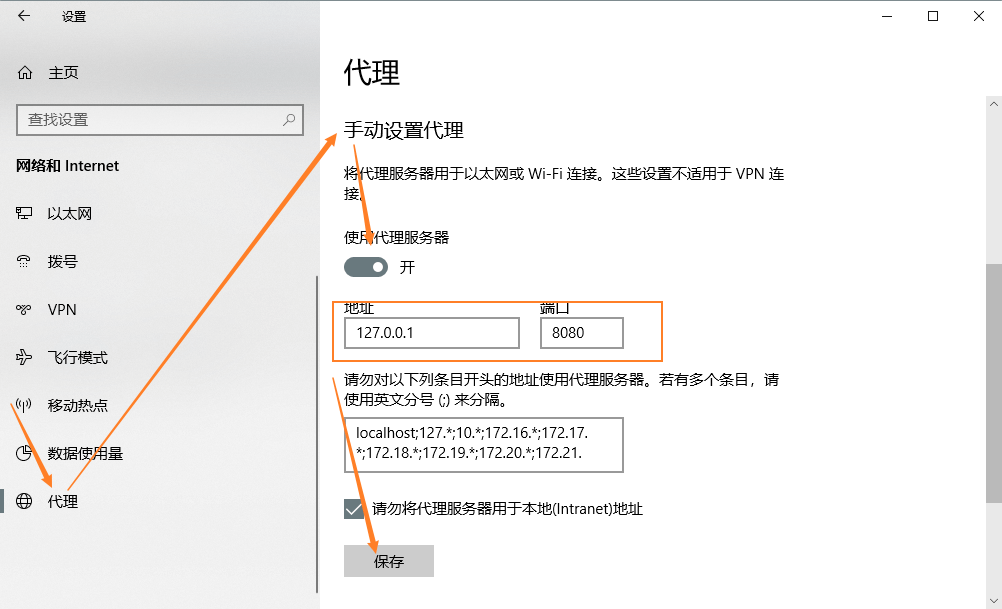 设置
主页
查找设置
网络和 Internet
以太网
拨号
VPN
飞行模式
移动热点
数据使用量
代理
代理
手动设置代理
将代理服务器用于以太网或 Wi-Fi 连接。这些设置不适用于 VPN 连
接。
使用代理服务器
开
地址 端口
127.0.0.1 8080
请勿对以下列条目开头的地址使用代理服务器。若有多个条目，请
使用英文分号 (;) 来分隔。
localhost;127.*;10.*;172.16.*;172.17.
*;172.18.*;172.19.*;172.20.*;172.21.
请勿将代理服务器用于本地(Intranet)地址
保存